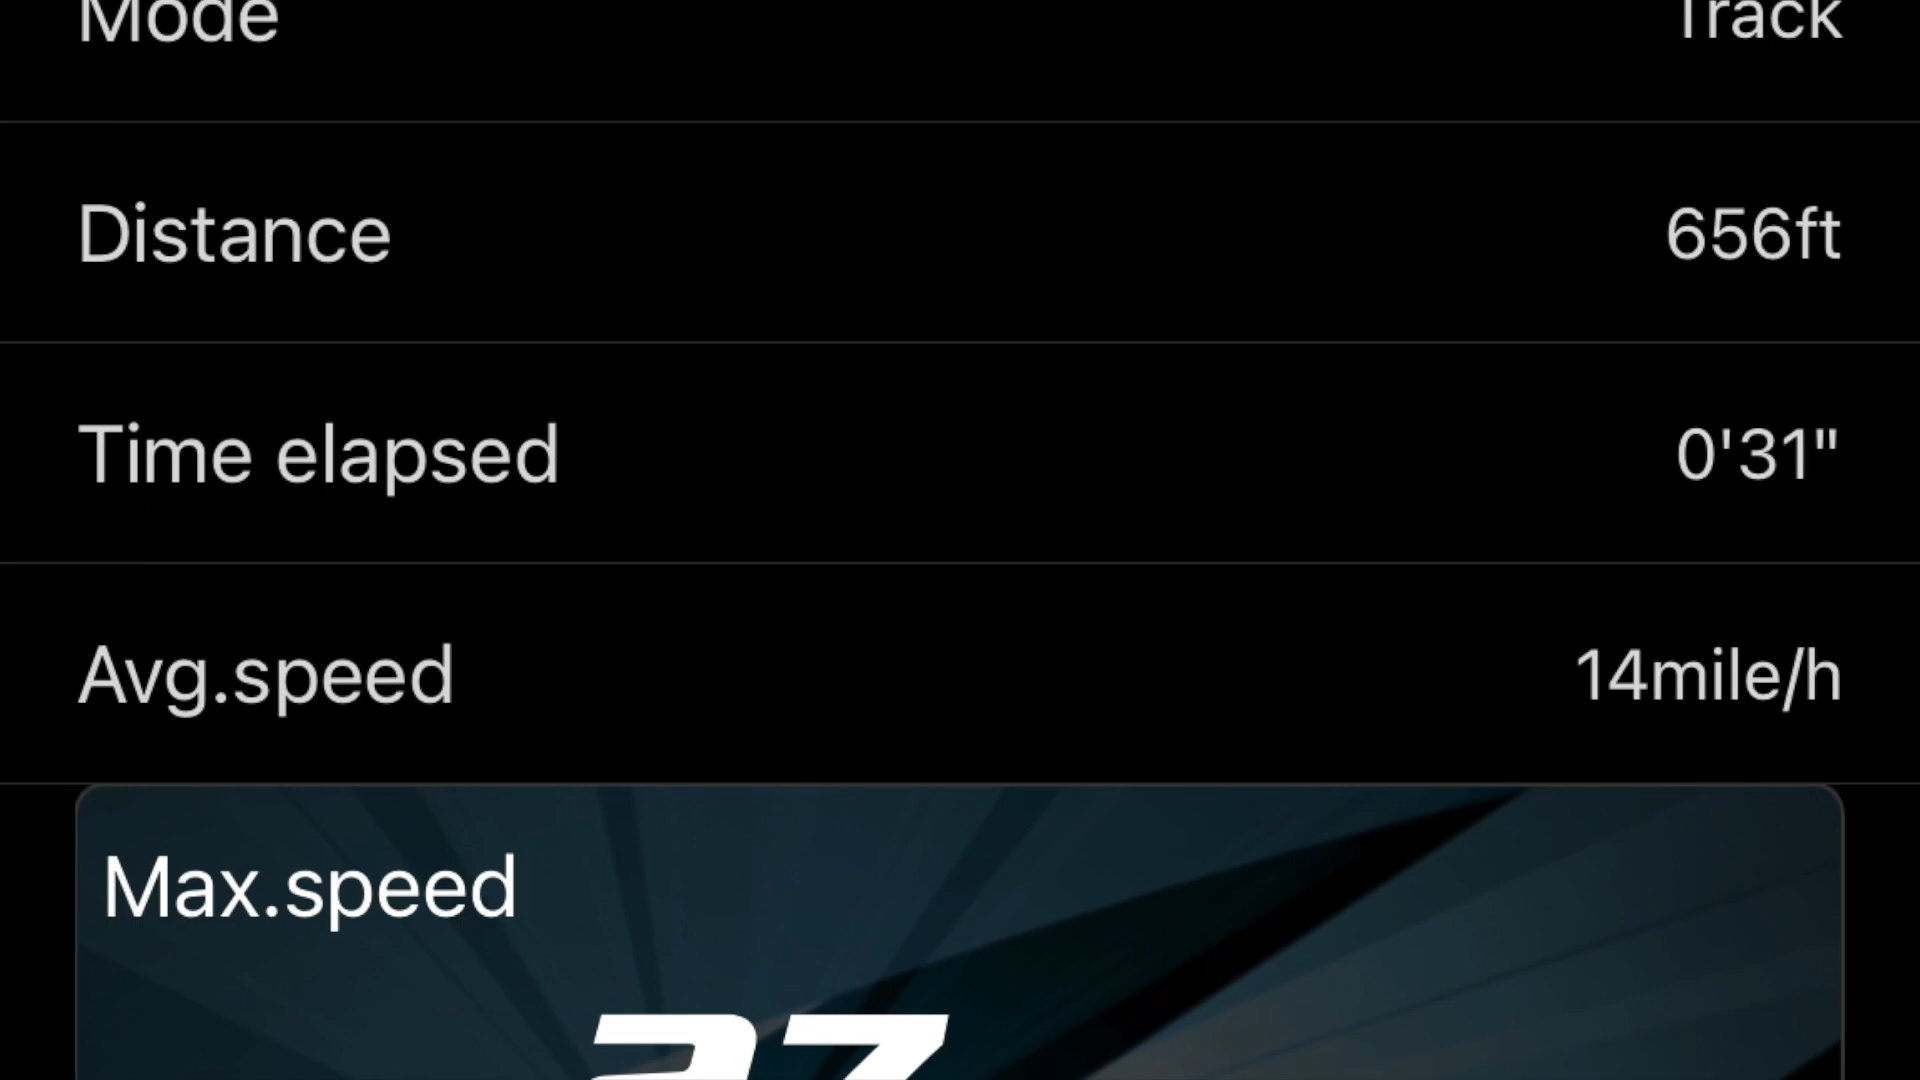 Mode
Track
Distance
656ft
Time elapsed
0'31"
Avg.speed
14mile/h
Max.speed